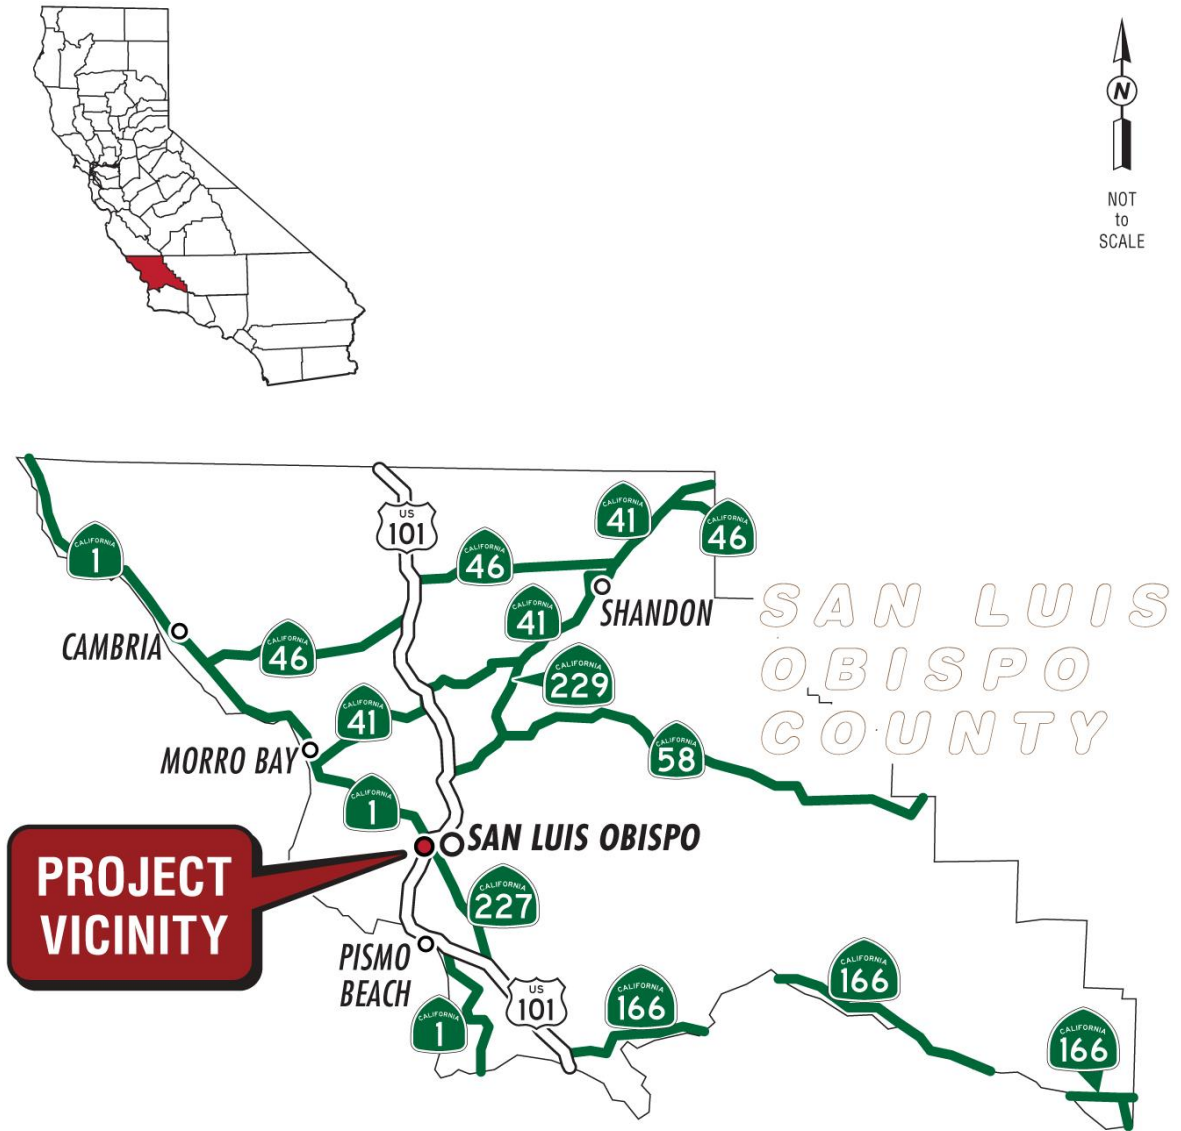 N
NOT
to
SCALE
US
101
CALIFORNIA
41
CALIFORNIA
46
CALIFORNIA
1
CALIFORNIA
46
SAN LUIS
OBISPO
COUNTY
SHANDON
CALIFORNIA
41
CAMBRIA
CALIFORNIA
46
CALIFORNIA
229
CALIFORNIA
41
MORRO BAY
CALIFORNIA
58
CALIFORNIA
1
SAN LUIS OBISPO
PROJECT
VICINITY
CALIFORNIA
227
PISMO
BEACH
US
101
CALIFORNIA
166
CALIFORNIA
166
CALIFORNIA
1
CALIFORNIA
166